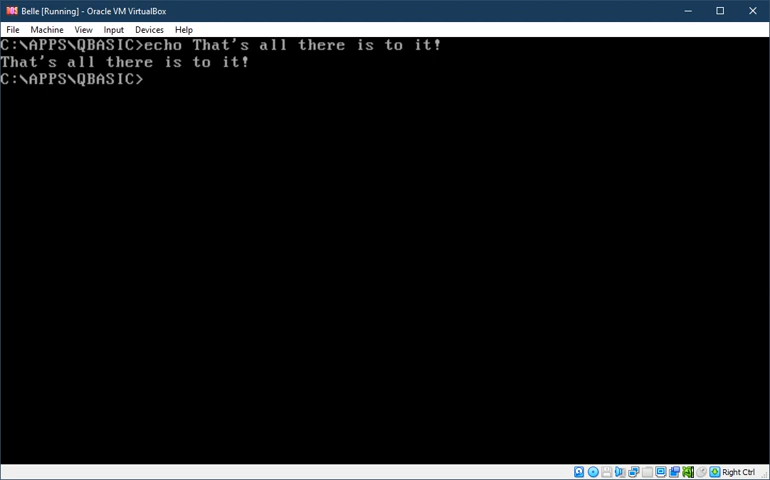 Belle [Running] - Oracle VM VirtualBox
File Machine View Input Devices Help
C:\APPS\QBASIC>echo That's all there is to it!
That's all there is to it!
C:\APPS\QBASIC>
Right Ctrl